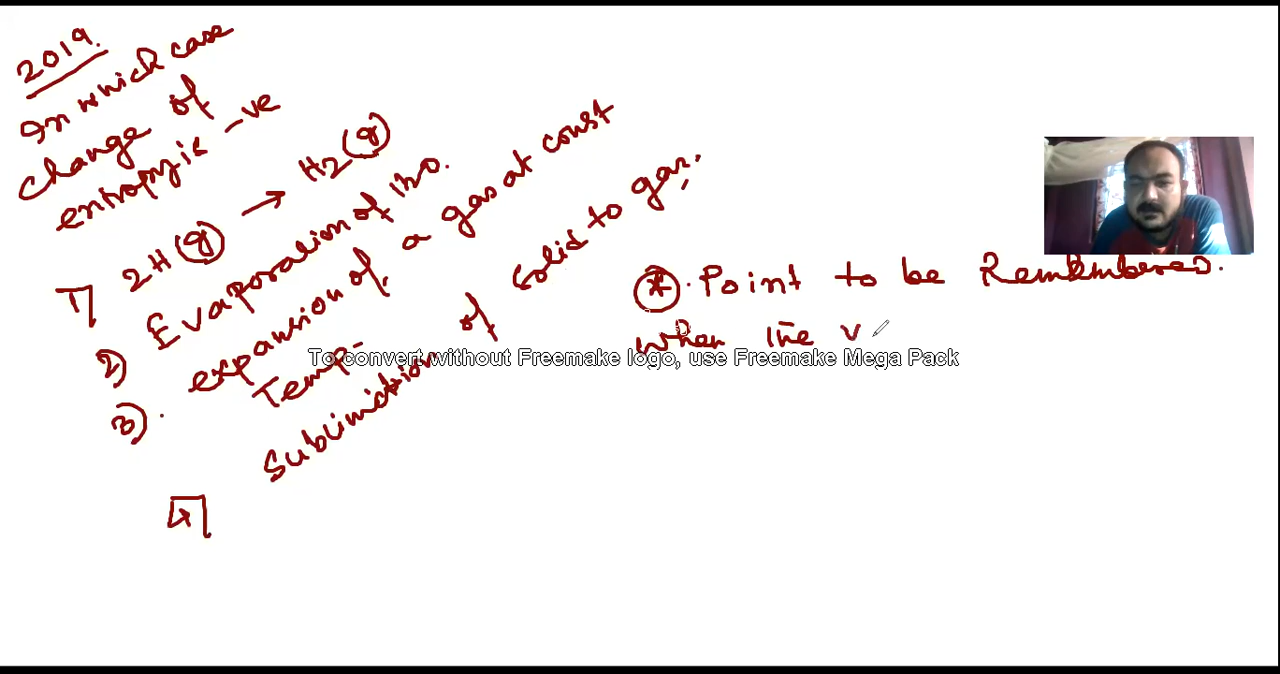 2019.
In which case
change of
entropy is -ve
1) 2H(g) → H2(g)
2) Evaporation of H2O.
3). expansion of a gas at const
Temp-
4) Sublimation of solid to gas.
* . Point to be Remembered.
when the v
To convert without Freemake logo, use Freemake Mega Pack